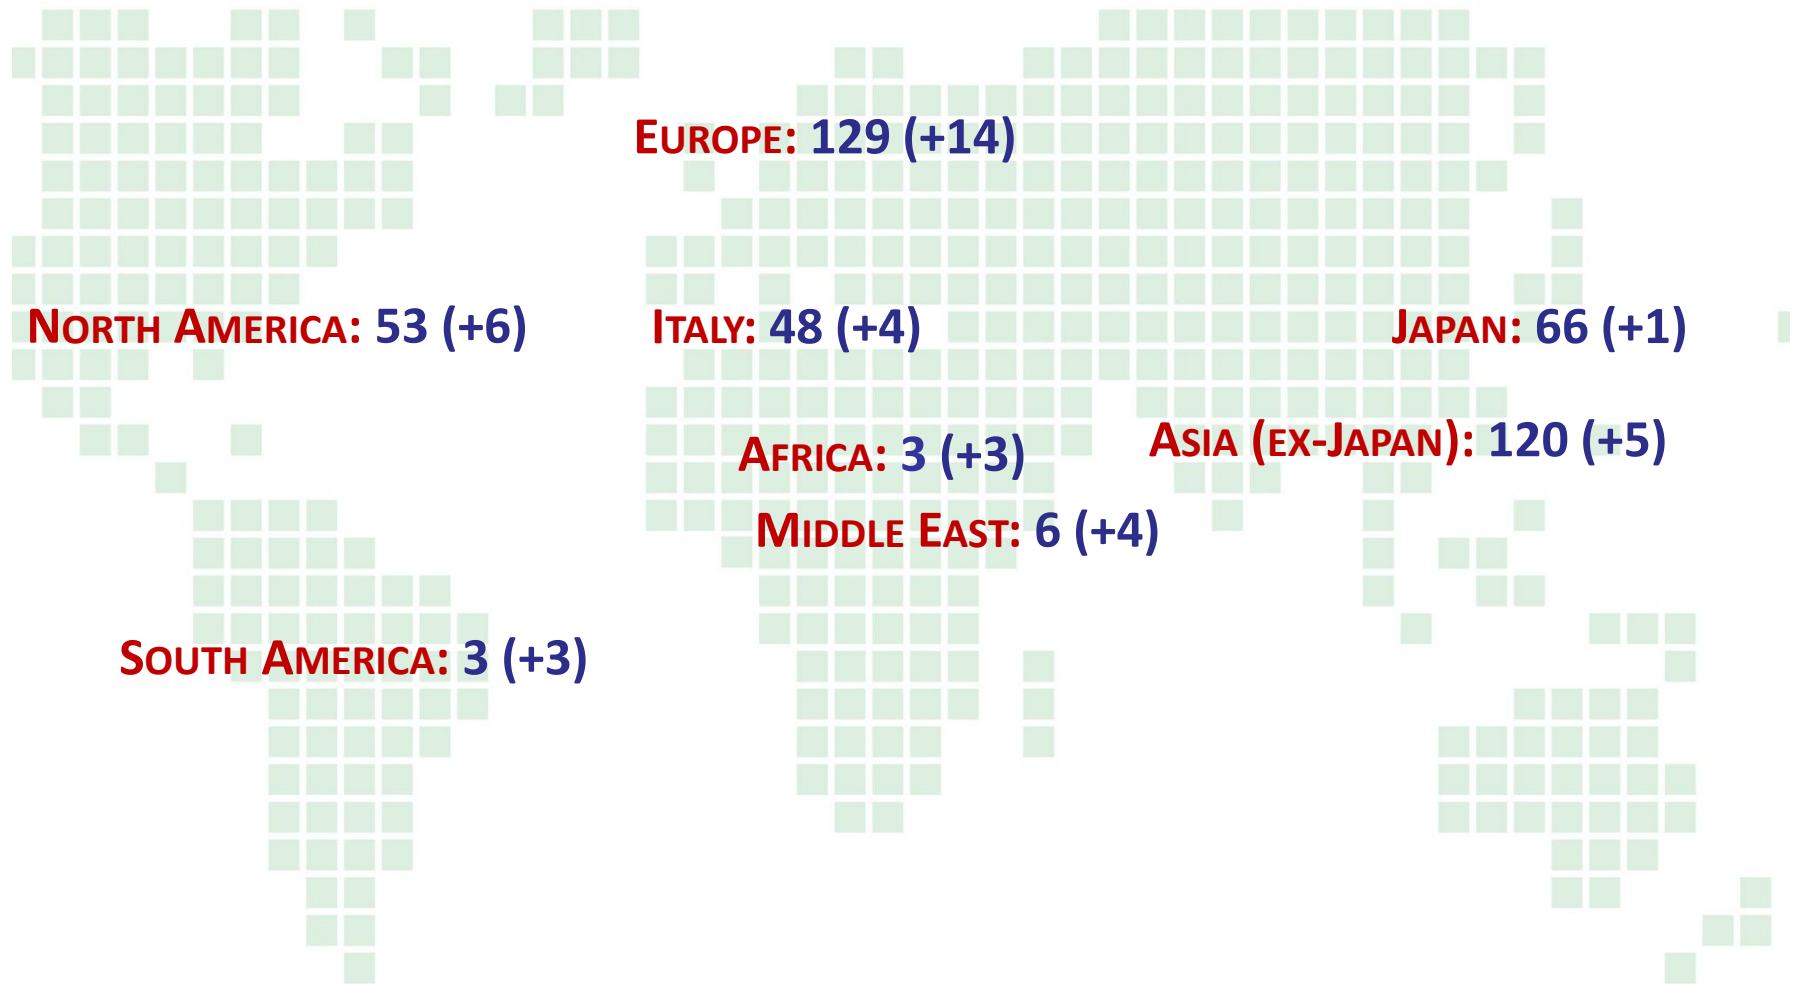 Europe: 129 (+14)
North America: 53 (+6)
Italy: 48 (+4)
Japan: 66 (+1)
Asia (ex-Japan): 120 (+5)
Africa: 3 (+3)
Middle East: 6 (+4)
South America: 3 (+3)